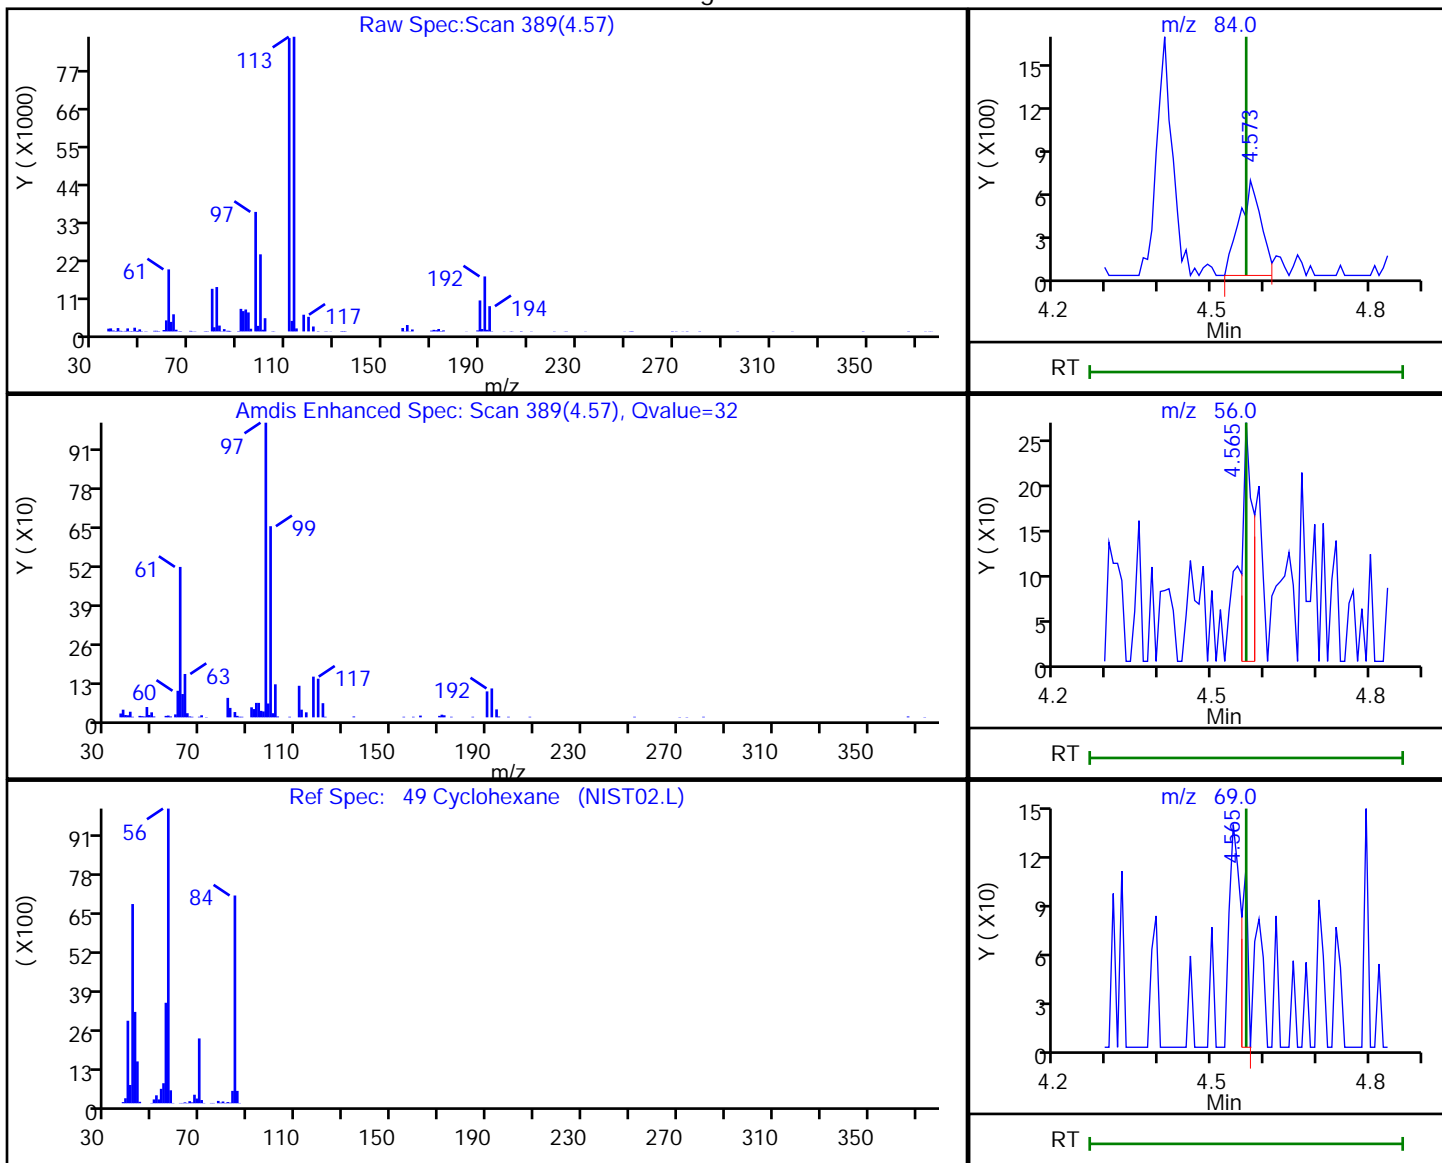 Raw Spec:Scan 389(4.57)
Y ( X1000)
77
66
55
44
33
22
11
0
113
97
61
192
194
117
30 70 110 150 190 230 270 310 350
m/z
m/z 84.0
Y ( X100)
15
12
9
6
3
0
4.573
4.2 4.5 4.8
Min
RT
Amdis Enhanced Spec: Scan 389(4.57), Qvalue=32
Y ( X10)
91
78
65
52
39
26
13
0
97
99
61
60
63
117
192
30 70 110 150 190 230 270 310 350
m/z
m/z 56.0
Y ( X10)
25
20
15
10
5
0
4.565
4.2 4.5 4.8
Min
RT
Ref Spec: 49 Cyclohexane (NIST02.L)
( X100)
91
78
65
52
39
26
13
0
56
84
30 70 110 150 190 230 270 310 350
m/z 69.0
Y ( X10)
15
12
9
6
3
0
4.565
4.2 4.5 4.8
Min
RT